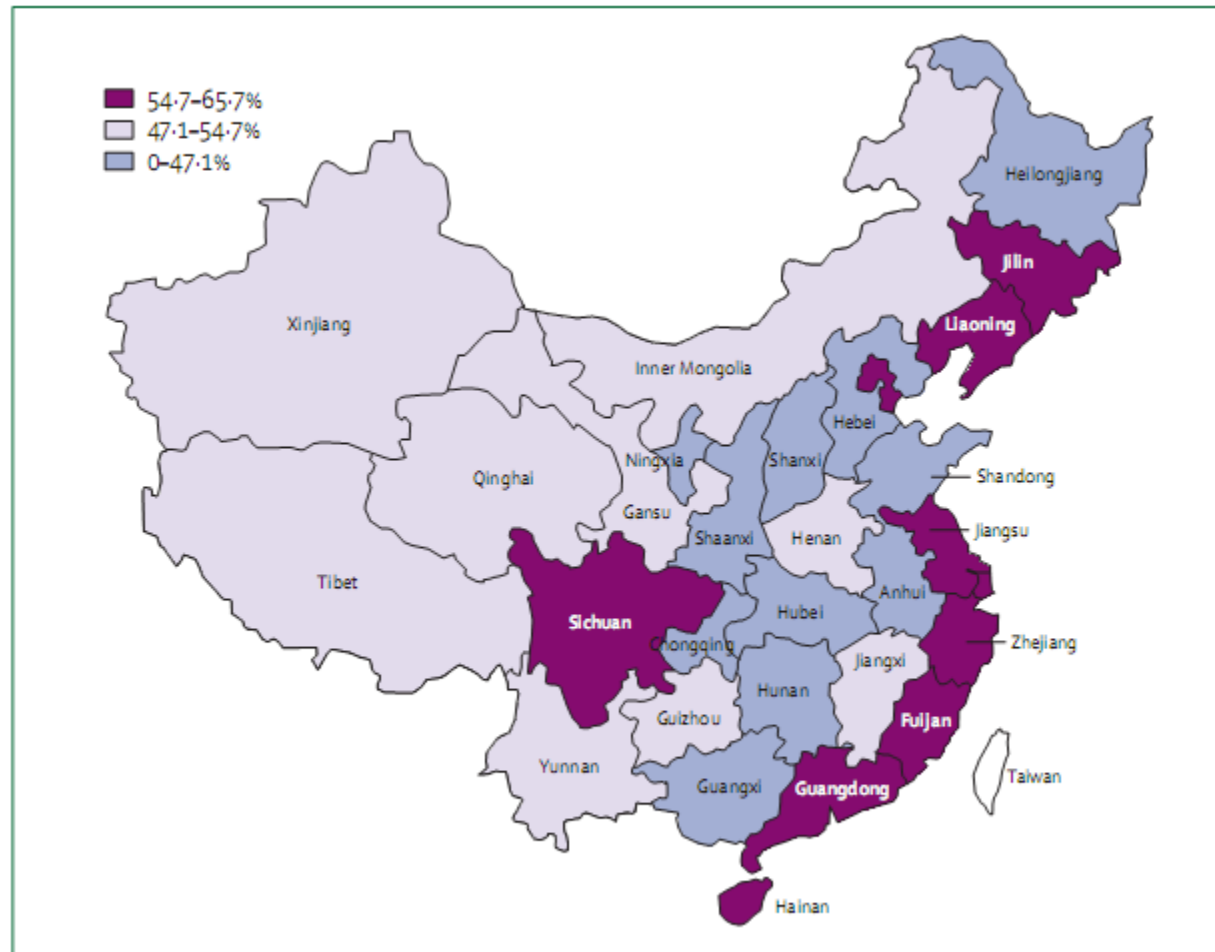 54·7–65·7%
47·1–54·7%
0–47·1%
Heilongjiang
Jilin
Xinjiang
Liaoning
Inner Mongolia
Hebei
Ningxia
Shanxi
Qinghai
Shandong
Gansu
Jiangsu
Shaanxi
Henan
Tibet
Anhui
Hubei
Sichuan
Chongqing
Zhejiang
Jiangxi
Hunan
Guizhou
Fuijan
Yunnan
Taiwan
Guangxi
Guangdong
Hainan